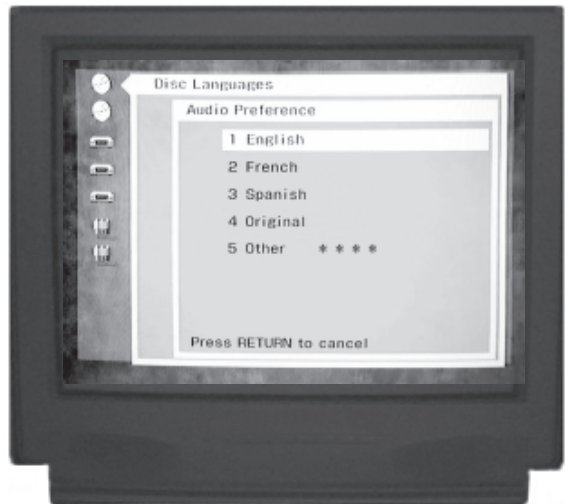 Disc Languages
Audio Preference
1 English
2 French
3 Spanish
4 Original
5 Other * * * *
Press RETURN to cancel